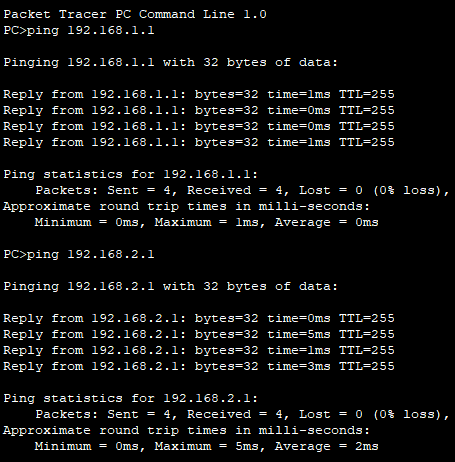 Packet Tracer PC Command Line 1.0
PC>ping 192.168.1.1
Pinging 192.168.1.1 with 32 bytes of data:
Reply from 192.168.1.1: bytes=32 time=1ms TTL=255
Reply from 192.168.1.1: bytes=32 time=0ms TTL=255
Reply from 192.168.1.1: bytes=32 time=0ms TTL=255
Reply from 192.168.1.1: bytes=32 time=1ms TTL=255
Ping statistics for 192.168.1.1:
    Packets: Sent = 4, Received = 4, Lost = 0 (0% loss),
Approximate round trip times in milli-seconds:
    Minimum = 0ms, Maximum = 1ms, Average = 0ms
PC>ping 192.168.2.1
Pinging 192.168.2.1 with 32 bytes of data:
Reply from 192.168.2.1: bytes=32 time=0ms TTL=255
Reply from 192.168.2.1: bytes=32 time=5ms TTL=255
Reply from 192.168.2.1: bytes=32 time=1ms TTL=255
Reply from 192.168.2.1: bytes=32 time=3ms TTL=255
Ping statistics for 192.168.2.1:
    Packets: Sent = 4, Received = 4, Lost = 0 (0% loss),
Approximate round trip times in milli-seconds:
    Minimum = 0ms, Maximum = 5ms, Average = 2ms